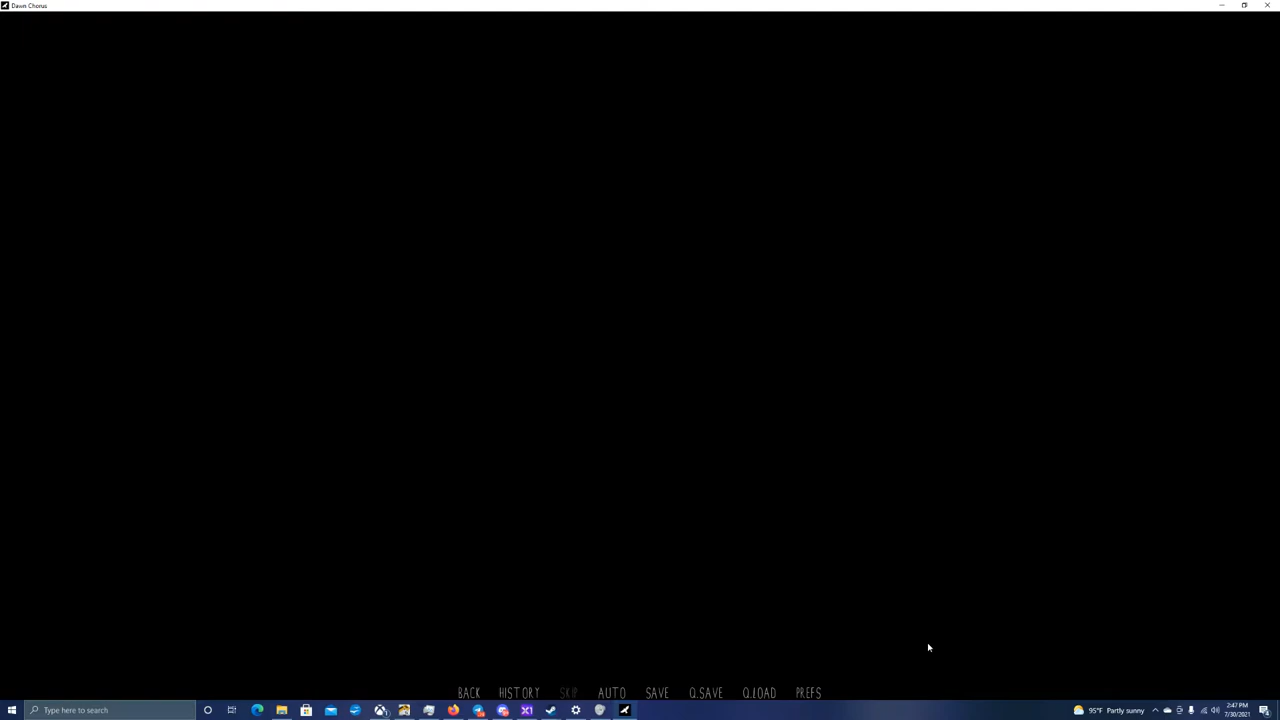 Dawn Chorus
BACK HISTORY SKIP AUTO SAVE Q.SAVE Q.LOAD PREFS
Type here to search
95°F Partly sunny
2:47 PM
7/30/2021